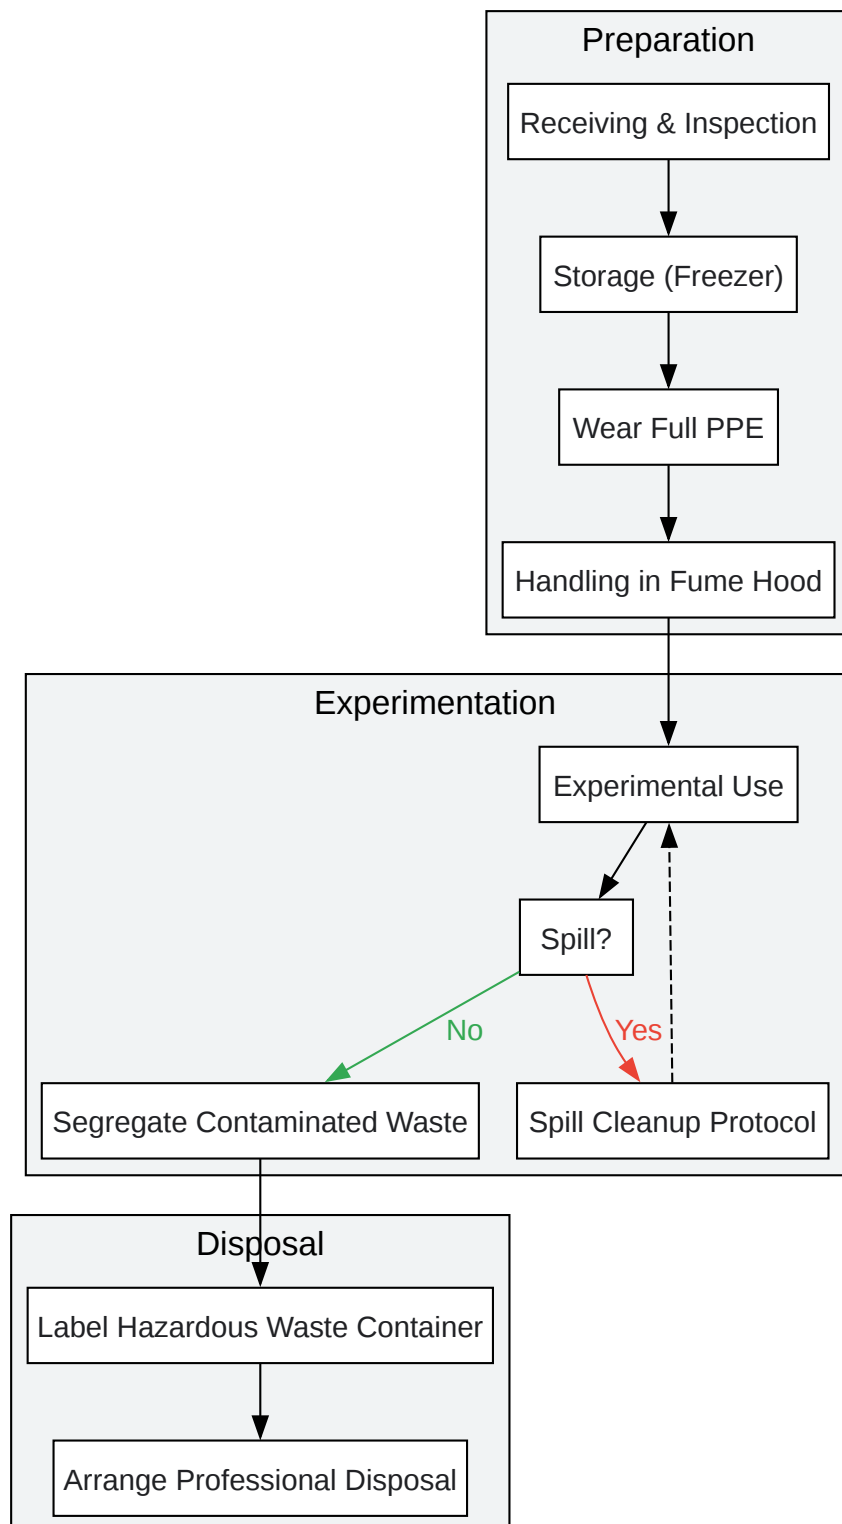 Preparation
Receiving & Inspection
Storage (Freezer)
Wear Full PPE
Handling in Fume Hood
Experimentation
Experimental Use
Spill?
No
Yes
Segregate Contaminated Waste
Spill Cleanup Protocol
Disposal
Label Hazardous Waste Container
Arrange Professional Disposal